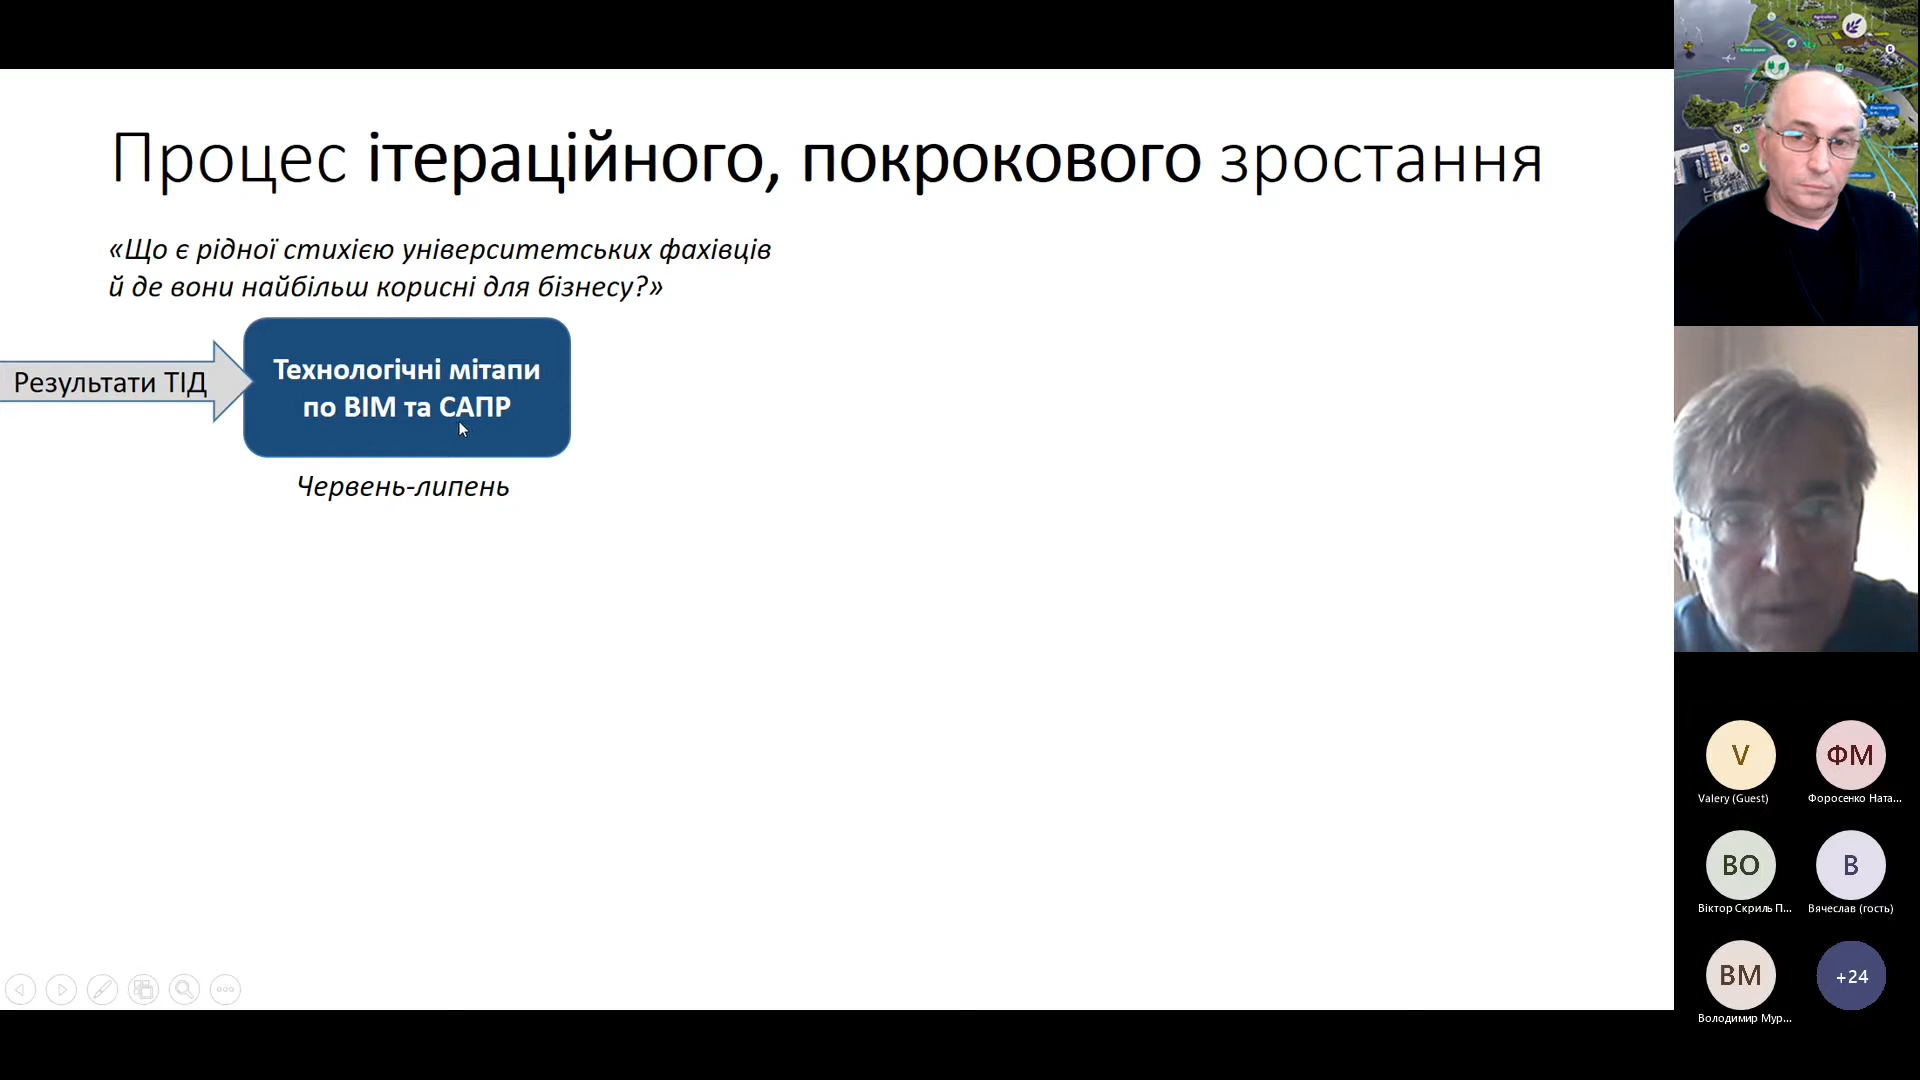 Процес ітераційного, покрокового зростання
«Що є рідної стихією університетських фахівців
й де вони найбільш корисні для бізнесу?»
Результати ТІД
Технологічні мітапи
по BIM та САПР
Червень-липень
V
ФМ
Valery (Guest)
Форосенко Ната...
ВО
В
Віктор Скриль П...
Вячеслав (гость)
ВМ
+24
Володимир Мур...